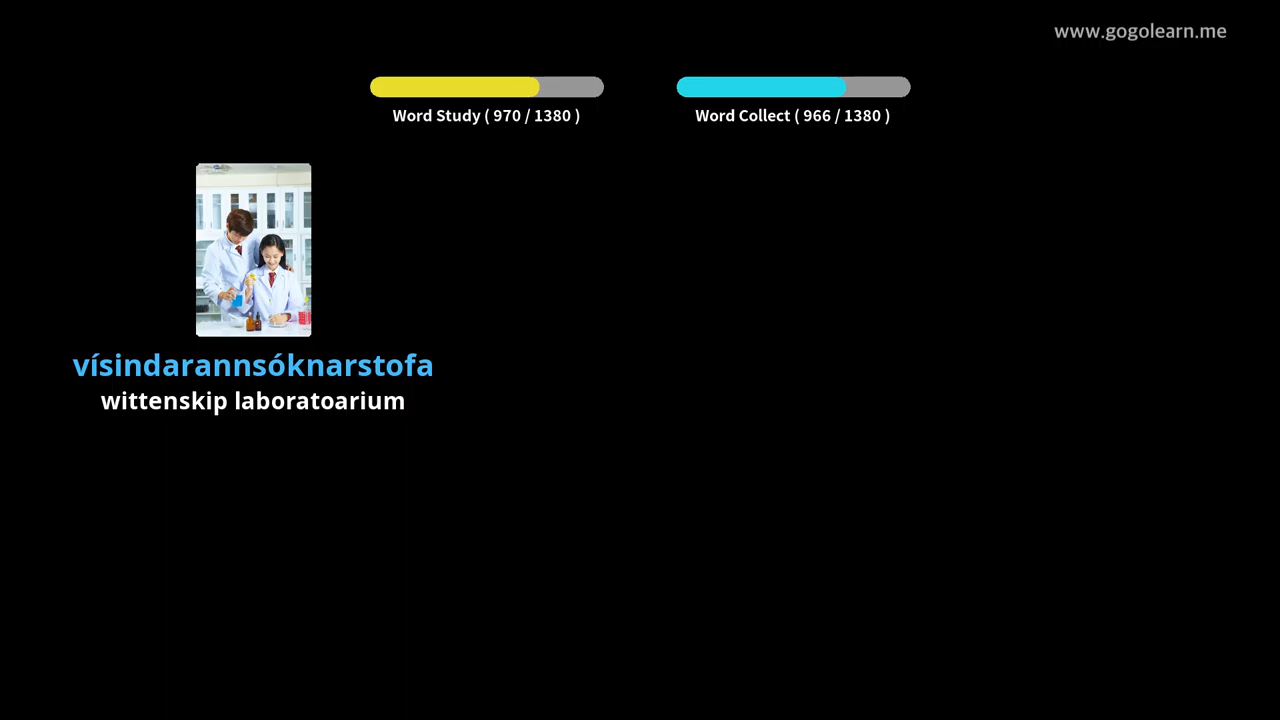 www.gogolearn.me
Word Study ( 970 / 1380 )
Word Collect ( 966 / 1380 )
vísindarannsóknarstofa
wittenskip laboratoarium